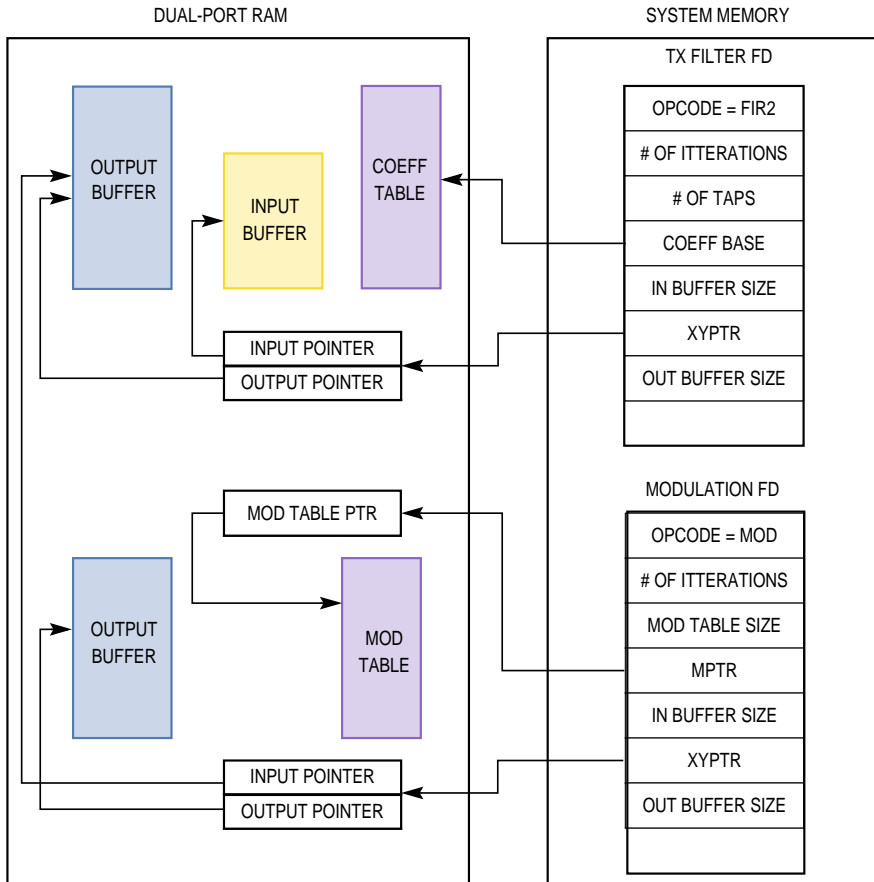 DUAL-PORT RAM
SYSTEM MEMORY
TX FILTER FD
OUTPUT
BUFFER
INPUT
BUFFER
COEFF
TABLE
OPCODE = FIR2
# OF ITTERATIONS
# OF TAPS
COEFF BASE
IN BUFFER SIZE
XYPTR
OUT BUFFER SIZE
INPUT POINTER
OUTPUT POINTER
MODULATION FD
MOD TABLE PTR
OUTPUT
BUFFER
MOD
TABLE
OPCODE = MOD
# OF ITTERATIONS
MOD TABLE SIZE
MPTR
IN BUFFER SIZE
XYPTR
OUT BUFFER SIZE
INPUT POINTER
OUTPUT POINTER